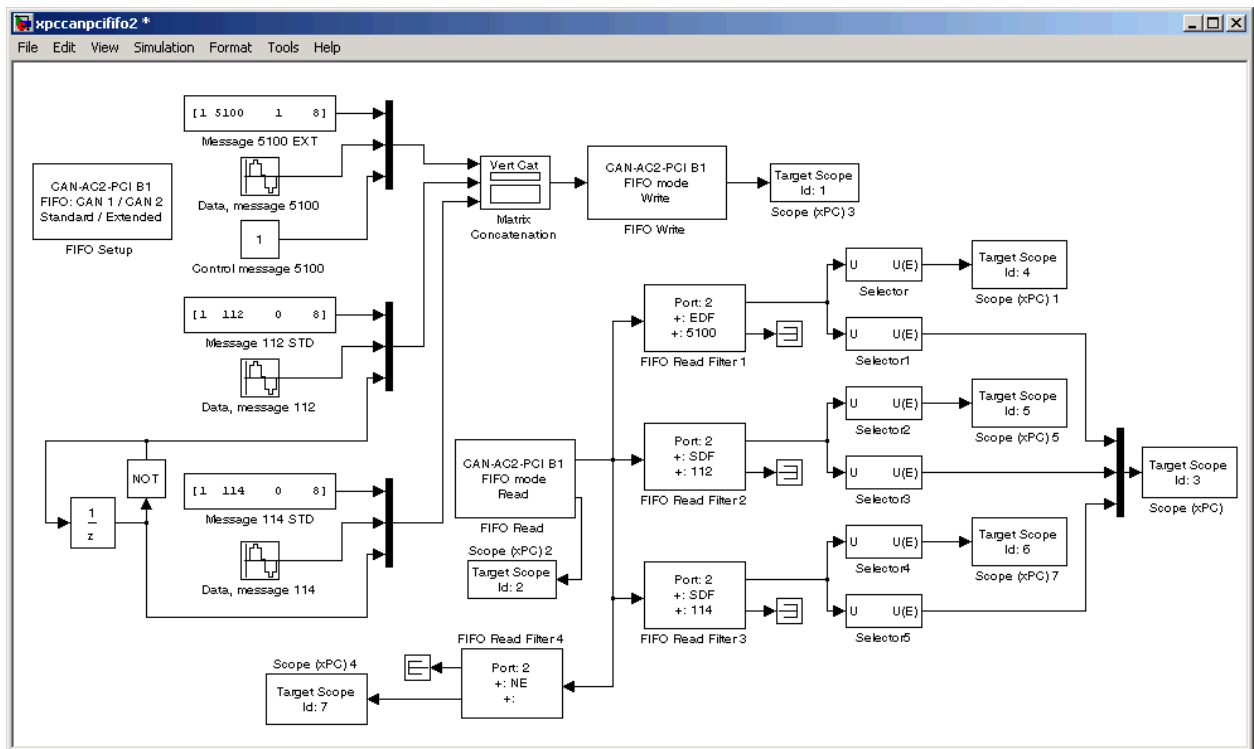 xpccanpcififo2 *
File Edit View Simulation Format Tools Help
[1 5100 1 8]
Message 5100 EXT
Data, message 5100
1
Control message 5100
CAN-AC2-PCI B1
FIFO: CAN 1 / CAN 2
Standard / Extended
FIFO Setup
Vert Cat
Matrix
Concatenation
CAN-AC2-PCI B1
FIFO mode
Write
FIFO Write
Target Scope
Id: 1
Scope (xPC) 3
[1 112 0 8]
Message 112 STD
Data, message 112
NOT
1
z
[1 114 0 8]
Message 114 STD
Data, message 114
CAN-AC2-PCI B1
FIFO mode
Read
FIFO Read
Scope (xPC) 2
Target Scope
Id: 2
Port: 2
+: EDF
+: 5100
FIFO Read Filter 1
U U(E)
Selector
Target Scope
Id: 4
Scope (xPC) 1
U U(E)
Selector1
Port: 2
+: SDF
+: 112
FIFO Read Filter 2
U U(E)
Selector2
Target Scope
Id: 5
Scope (xPC) 5
U U(E)
Selector3
Target Scope
Id: 3
Scope (xPC)
Port: 2
+: SDF
+: 114
FIFO Read Filter 3
U U(E)
Selector4
Target Scope
Id: 6
Scope (xPC) 7
U U(E)
Selector5
FIFO Read Filter 4
Port: 2
+: NE
+:
Scope (xPC) 4
Target Scope
Id: 7